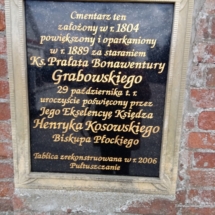 Cmentarz ten
założony w r. 1804
powiększony i oparkaniony
w r. 1889 za staraniem
Ks. Prałata Bonawentury
Grabowskiego
29 października t. r.
uroczyście poświęcony przez
Jego Ekselencyę Księdza
Henryka Kosowskiego
Biskupa Płockiego
Tablica zrekonstruowana w r. 2006
Pułtuszczanie